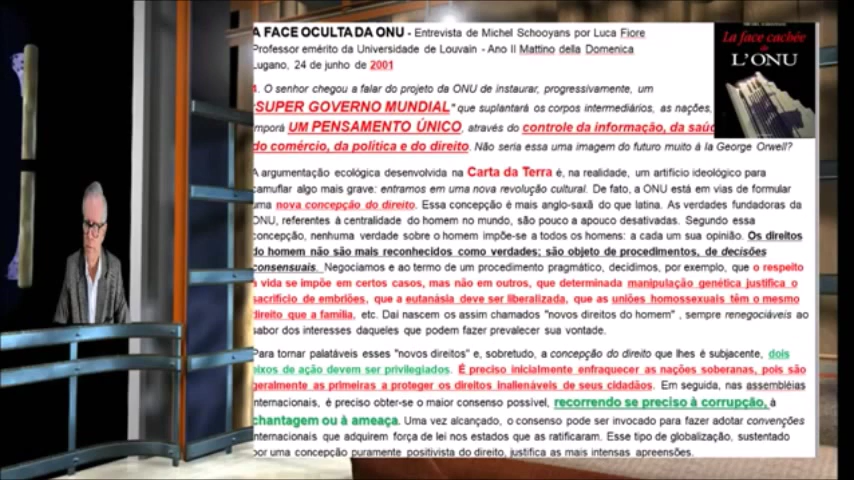 A FACE OCULTA DA ONU - Entrevista de Michel Schooyans por Luca Fiore
Professor emérito da Universidade de Louvain - Ano II Mattino della Domenica
Lugano, 24 de junho de 2001
La face cachée
de
L'ONU
O senhor chegou a falar do projeto da ONU de instaurar, progressivamente, um
"SUPER GOVERNO MUNDIAL" que suplantará os corpos intermediários, as nações,
imporá UM PENSAMENTO ÚNICO, através do controle da informação, da saúd
do comércio, da política e do direito. Não seria essa uma imagem do futuro muito à la George Orwell?
A argumentação ecológica desenvolvida na Carta da Terra é, na realidade, um artifício ideológico para
camuflar algo mais grave: entramos em uma nova revolução cultural. De fato, a ONU está em vias de formular
uma nova concepção do direito. Essa concepção é mais anglo-saxã do que latina. As verdades fundadoras da
ONU, referentes à centralidade do homem no mundo, são pouco a apouco desativadas. Segundo essa
concepção, nenhuma verdade sobre o homem impõe-se a todos os homens: a cada um sua opinião. Os direitos
do homem não são mais reconhecidos como verdades; são objeto de procedimentos, de decisões
consensuais. Negociamos e ao termo de um procedimento pragmático, decidimos, por exemplo, que o respeito
à vida se impõe em certos casos, mas não em outros, que determinada manipulação genética justifica o
sacrifício de embriões, que a eutanásia deve ser liberalizada, que as uniões homossexuais têm o mesmo
direito que a família, etc. Daí nascem os assim chamados "novos direitos do homem" , sempre renegociáveis ao
sabor dos interesses daqueles que podem fazer prevalecer sua vontade.
Para tornar palatáveis esses "novos direitos" e, sobretudo, a concepção do direito que lhes é subjacente, dois
eixos de ação devem ser privilegiados. É preciso inicialmente enfraquecer as nações soberanas, pois são
geralmente as primeiras a proteger os direitos inalienáveis de seus cidadãos. Em seguida, nas assembléias
internacionais, é preciso obter-se o maior consenso possível, recorrendo se preciso à corrupção, à
chantagem ou à ameaça. Uma vez alcançado, o consenso pode ser invocado para fazer adotar convenções
internacionais que adquirem força de lei nos estados que as ratificaram. Esse tipo de globalização, sustentado
por uma concepção puramente positivista do direito, justifica as mais intensas apreensões.